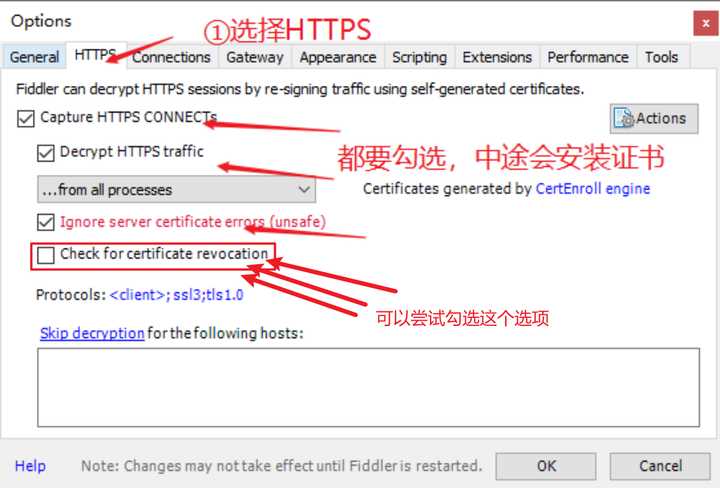 Options
①选择HTTPS
x
General HTTPS Connections Gateway Appearance Scripting Extensions Performance Tools
Fiddler can decrypt HTTPS sessions by re-signing traffic using self-generated certificates.
Capture HTTPS CONNECTs
Actions
Decrypt HTTPS traffic
都要勾选，中途会安装证书
...from all processes
Certificates generated by CertEnroll engine
Ignore server certificate errors (unsafe)
Check for certificate revocation
Protocols: <client>; ssl3;tls1.0
可以尝试勾选这个选项
Skip decryption for the following hosts:
Help Note: Changes may not take effect until Fiddler is restarted. OK Cancel